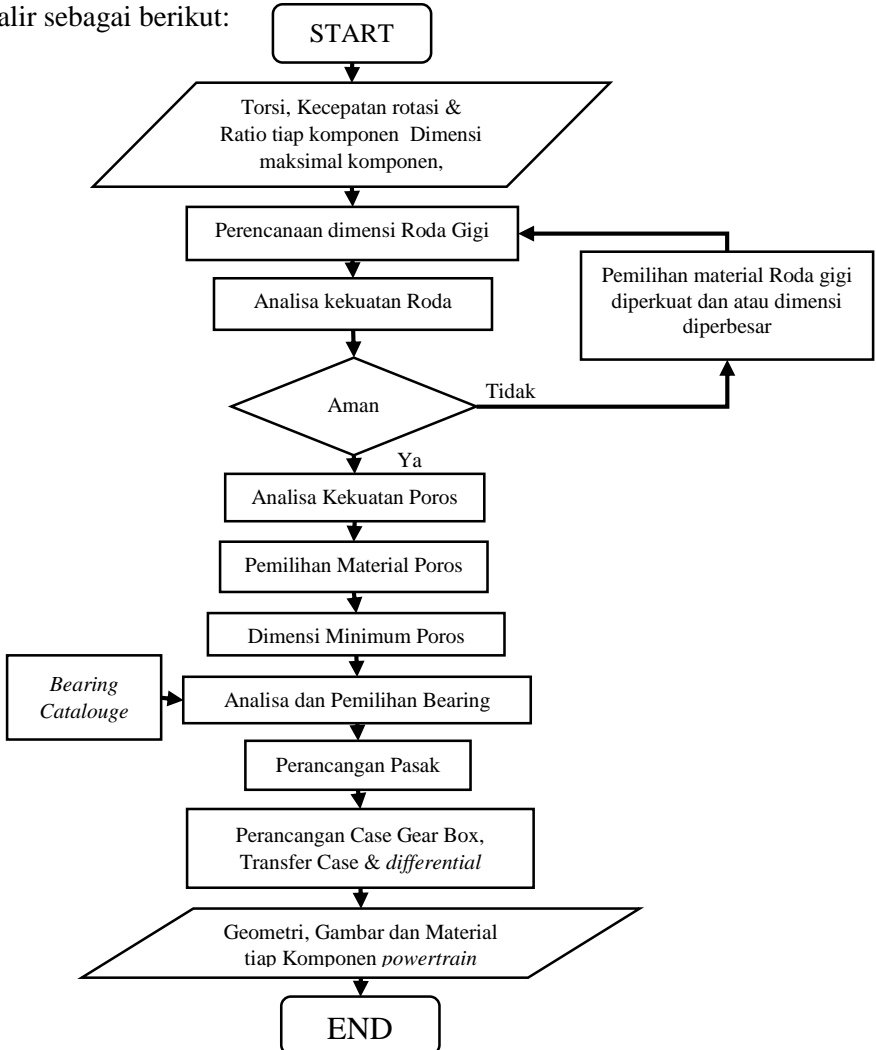 alir sebagai berikut:
START
Torsi, Kecepatan rotasi &
Ratio tiap komponen Dimensi
maksimal komponen,
Perencanaan dimensi Roda Gigi
Pemilihan material Roda gigi
diperkuat dan atau dimensi
diperbesar
Analisa kekuatan Roda
Aman
Tidak
Ya
Analisa Kekuatan Poros
Pemilihan Material Poros
Dimensi Minimum Poros
Bearing
Catalouge
Analisa dan Pemilihan Bearing
Perancangan Pasak
Perancangan Case Gear Box,
Transfer Case & differential
Geometri, Gambar dan Material
tiap Komponen powertrain
END